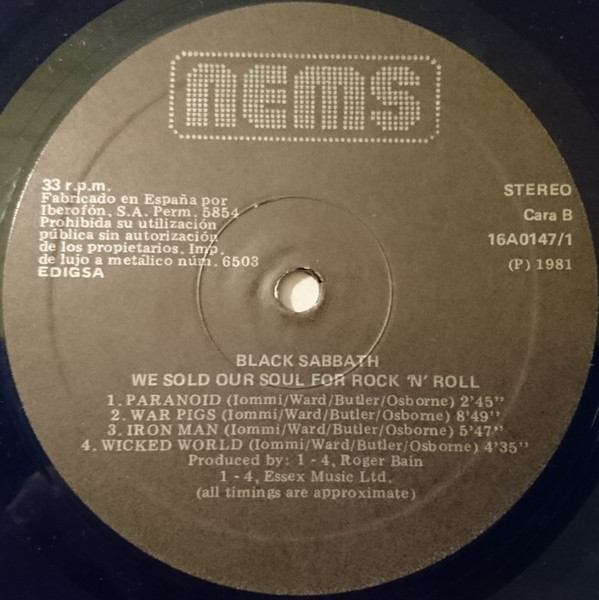 nems
33 r.p.m.
Fabricado en España por
Iberofón, S.A. Perm. 5854
Prohibida su utilización
pública sin autorización
de los propietarios. Imp.
de lujo a metálico núm. 6503
EDIGSA
STEREO
Cara B
16A0147/1
(P) 1981
BLACK SABBATH
WE SOLD OUR SOUL FOR ROCK 'N' ROLL
1. PARANOID (Iommi/Ward/Butler/Osborne) 2'45''
2. WAR PIGS (Iommi/Ward/Butler/Osborne) 8'49''
3. IRON MAN (Iommi/Ward/Butler/Osborne) 5'47''
4. WICKED WORLD (Iommi/Ward/Butler/Osborne) 4'35''
Produced by: 1 - 4, Roger Bain
1 - 4, Essex Music Ltd.
(all timings are approximate)